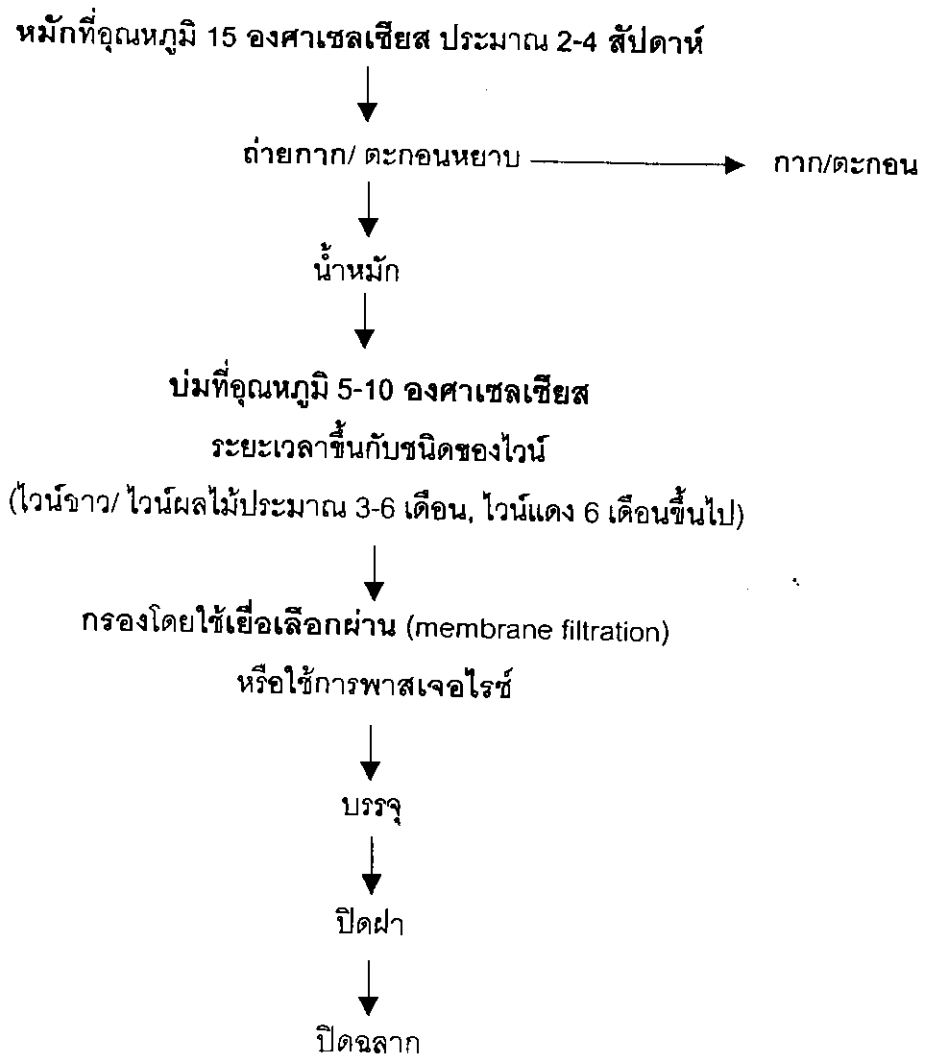 หมักที่อุณหภูมิ 15 องศาเซลเซียส ประมาณ 2-4 สัปดาห์
ถ่ายกาก/ ตะกอนหยาบ กาก/ตะกอน
น้ำหมัก
บ่มที่อุณหภูมิ 5-10 องศาเซลเซียส
ระยะเวลาขึ้นกับชนิดของไวน์
(ไวน์ขาว/ ไวน์ผลไม้ประมาณ 3-6 เดือน, ไวน์แดง 6 เดือนขึ้นไป)
กรองโดยใช้เยื่อเลือกผ่าน (membrane filtration)
หรือใช้การพาสเจอไรซ์
บรรจุ
ปิดฝา
ปิดฉลาก